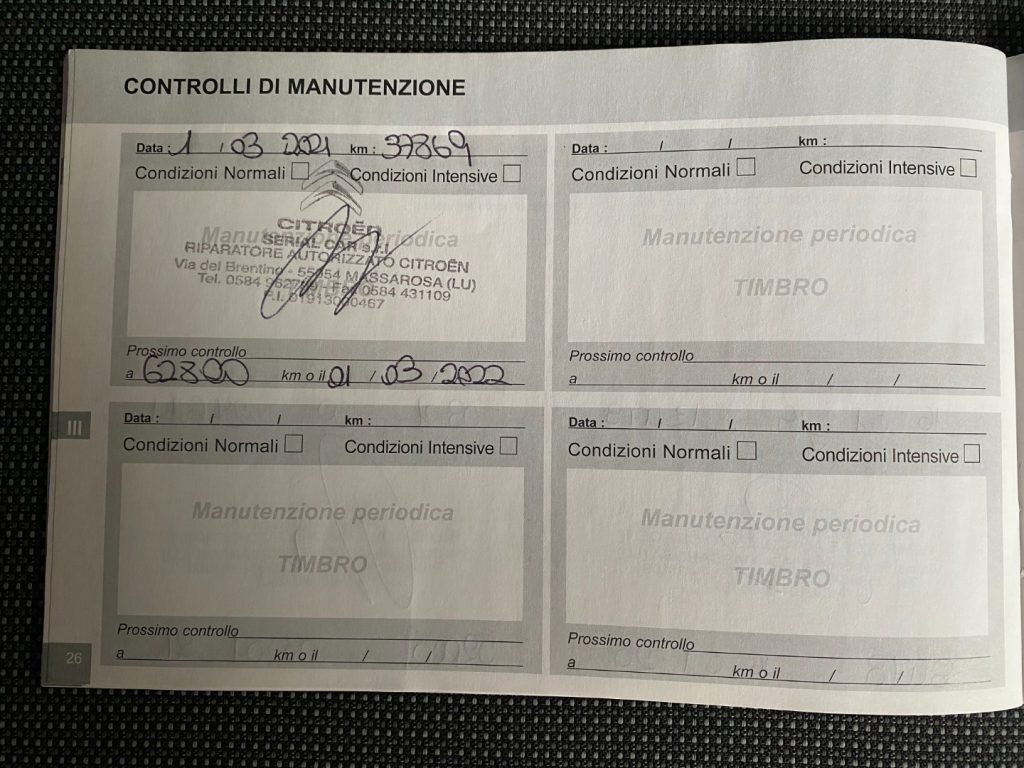 CONTROLLI DI MANUTENZIONE
Data : 1 / 03 2021 km : 37869
Condizioni Normali Condizioni Intensive
CITROËN
Manutenzione periodica
SERIAL CAR s.r.l.
RIPARATORE AUTORIZZATO CITROËN
Via del Brentino - 55054 MASSAROSA (LU)
Tel. 0584 - Fax 0584 431109
P.I.
Prossimo controllo
a 62800 km o il 01 / 03 / 2022
Data : / / km :
Condizioni Normali Condizioni Intensive
Manutenzione periodica
TIMBRO
Prossimo controllo
a km o il / /
III
Data : / / km :
Condizioni Normali Condizioni Intensive
Manutenzione periodica
TIMBRO
Prossimo controllo
a km o il / /
Data : / / km :
Condizioni Normali Condizioni Intensive
Manutenzione periodica
TIMBRO
Prossimo controllo
a km o il / /
26